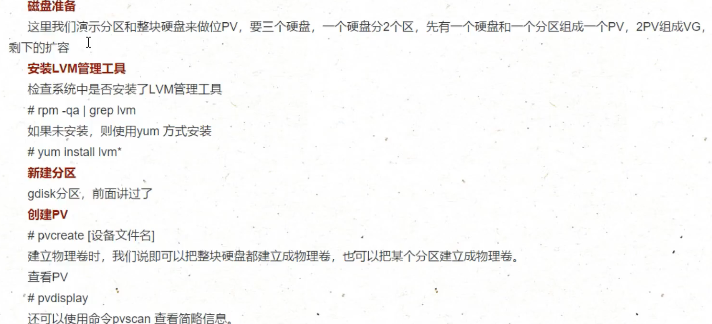 磁盘准备
这里我们演示分区和整块硬盘来做位PV，要三个硬盘，一个硬盘分2个区，先有一个硬盘和一个分区组成一个PV，2PV组成VG，
剩下的扩容
安装LVM管理工具
检查系统中是否安装了LVM管理工具
# rpm -qa | grep lvm
如果未安装，则使用yum 方式安装
# yum install lvm*
新建分区
gdisk分区，前面讲过了
创建PV
# pvcreate [设备文件名]
建立物理卷时，我们说即可以把整块硬盘都建立成物理卷，也可以把某个分区建立成物理卷。
查看PV
# pvdisplay
还可以使用命令pvscan 查看简略信息。